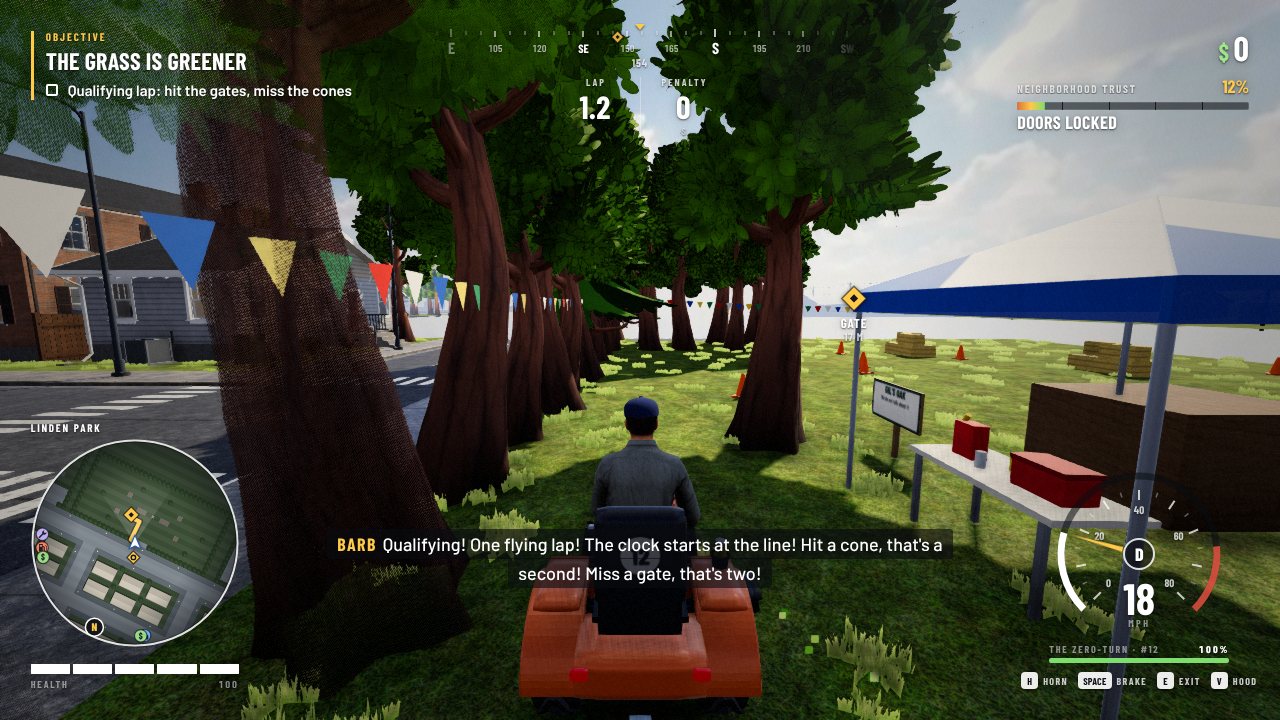 OBJECTIVE
THE GRASS IS GREENER
Qualifying lap: hit the gates, miss the cones
E 105 120 SE 150 165 S 195 210 SW
154
LAP
1.2
PENALTY
0
$ 0
NEIGHBORHOOD TRUST 12%
DOORS LOCKED
GATE
17 M
LINDEN PARK
N
12
BARB Qualifying! One flying lap! The clock starts at the line! Hit a cone, that's a
second! Miss a gate, that's two!
0 20 40 60 80
D
18
MPH
THE ZERO-TURN · #12 100%
H HORN SPACE BRAKE E EXIT V HOOD
HEALTH 100